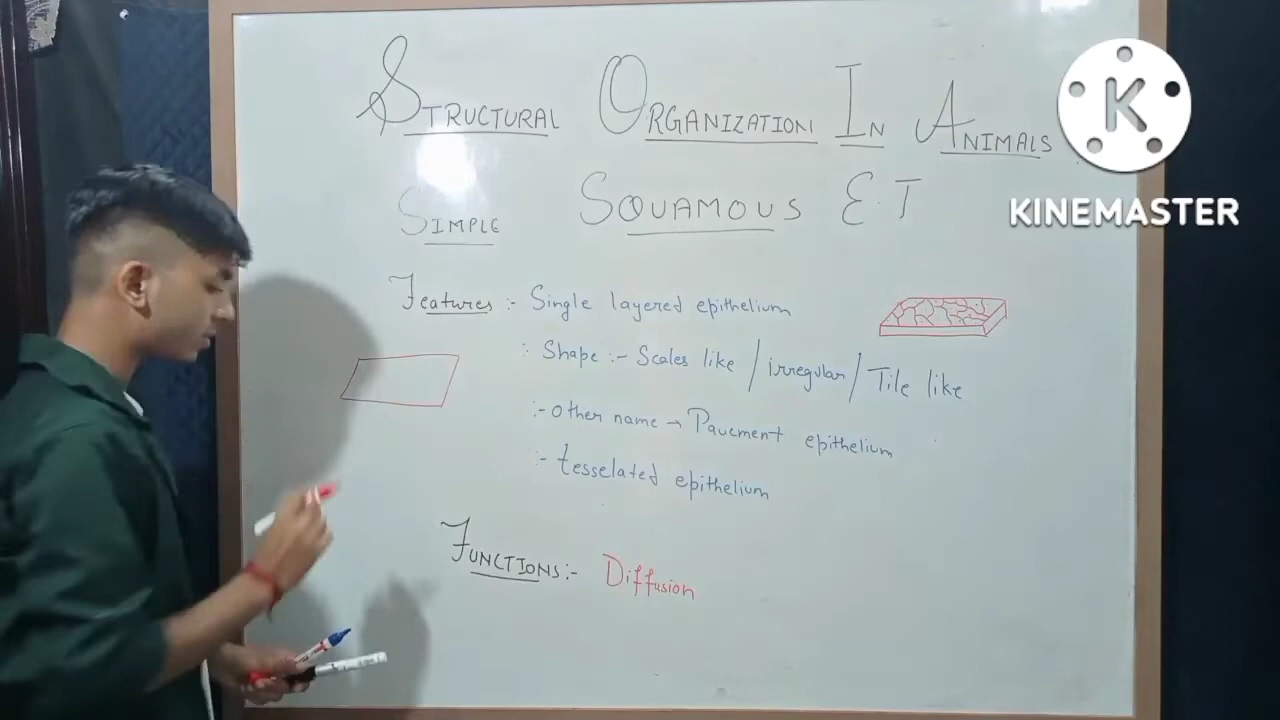 STRUCTURAL ORGANIZATION IN ANIMALS
SIMPLE SQUAMOUS E.T
Features :- Single layered epithelium
: Shape :- Scales like / irregular / Tile like
:- Other name → Pavement epithelium
:- tesselated epithelium
FUNCTIONS:- Diffusion
K
KINEMASTER